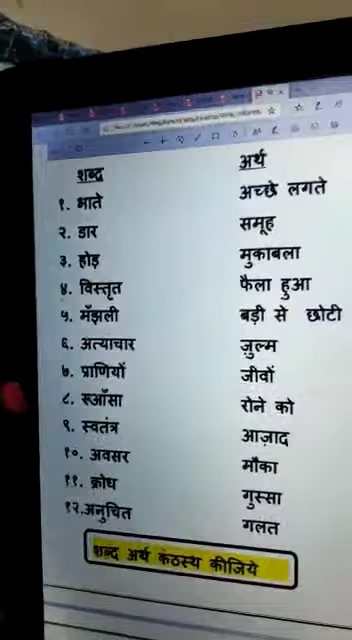 शब्द अर्थ
१. भाते अच्छे लगते
२. डार समूह
३. होड़ मुकाबला
४. विस्तृत फैला हुआ
५. मँझली बड़ी से छोटी
६. अत्याचार ज़ुल्म
७. प्राणियों जीवों
८. रूआँसा रोने को
९. स्वतंत्र आज़ाद
१०. अवसर मौका
११. क्रोध गुस्सा
१२.अनुचित गलत
शब्द अर्थ कंठस्थ कीजिये